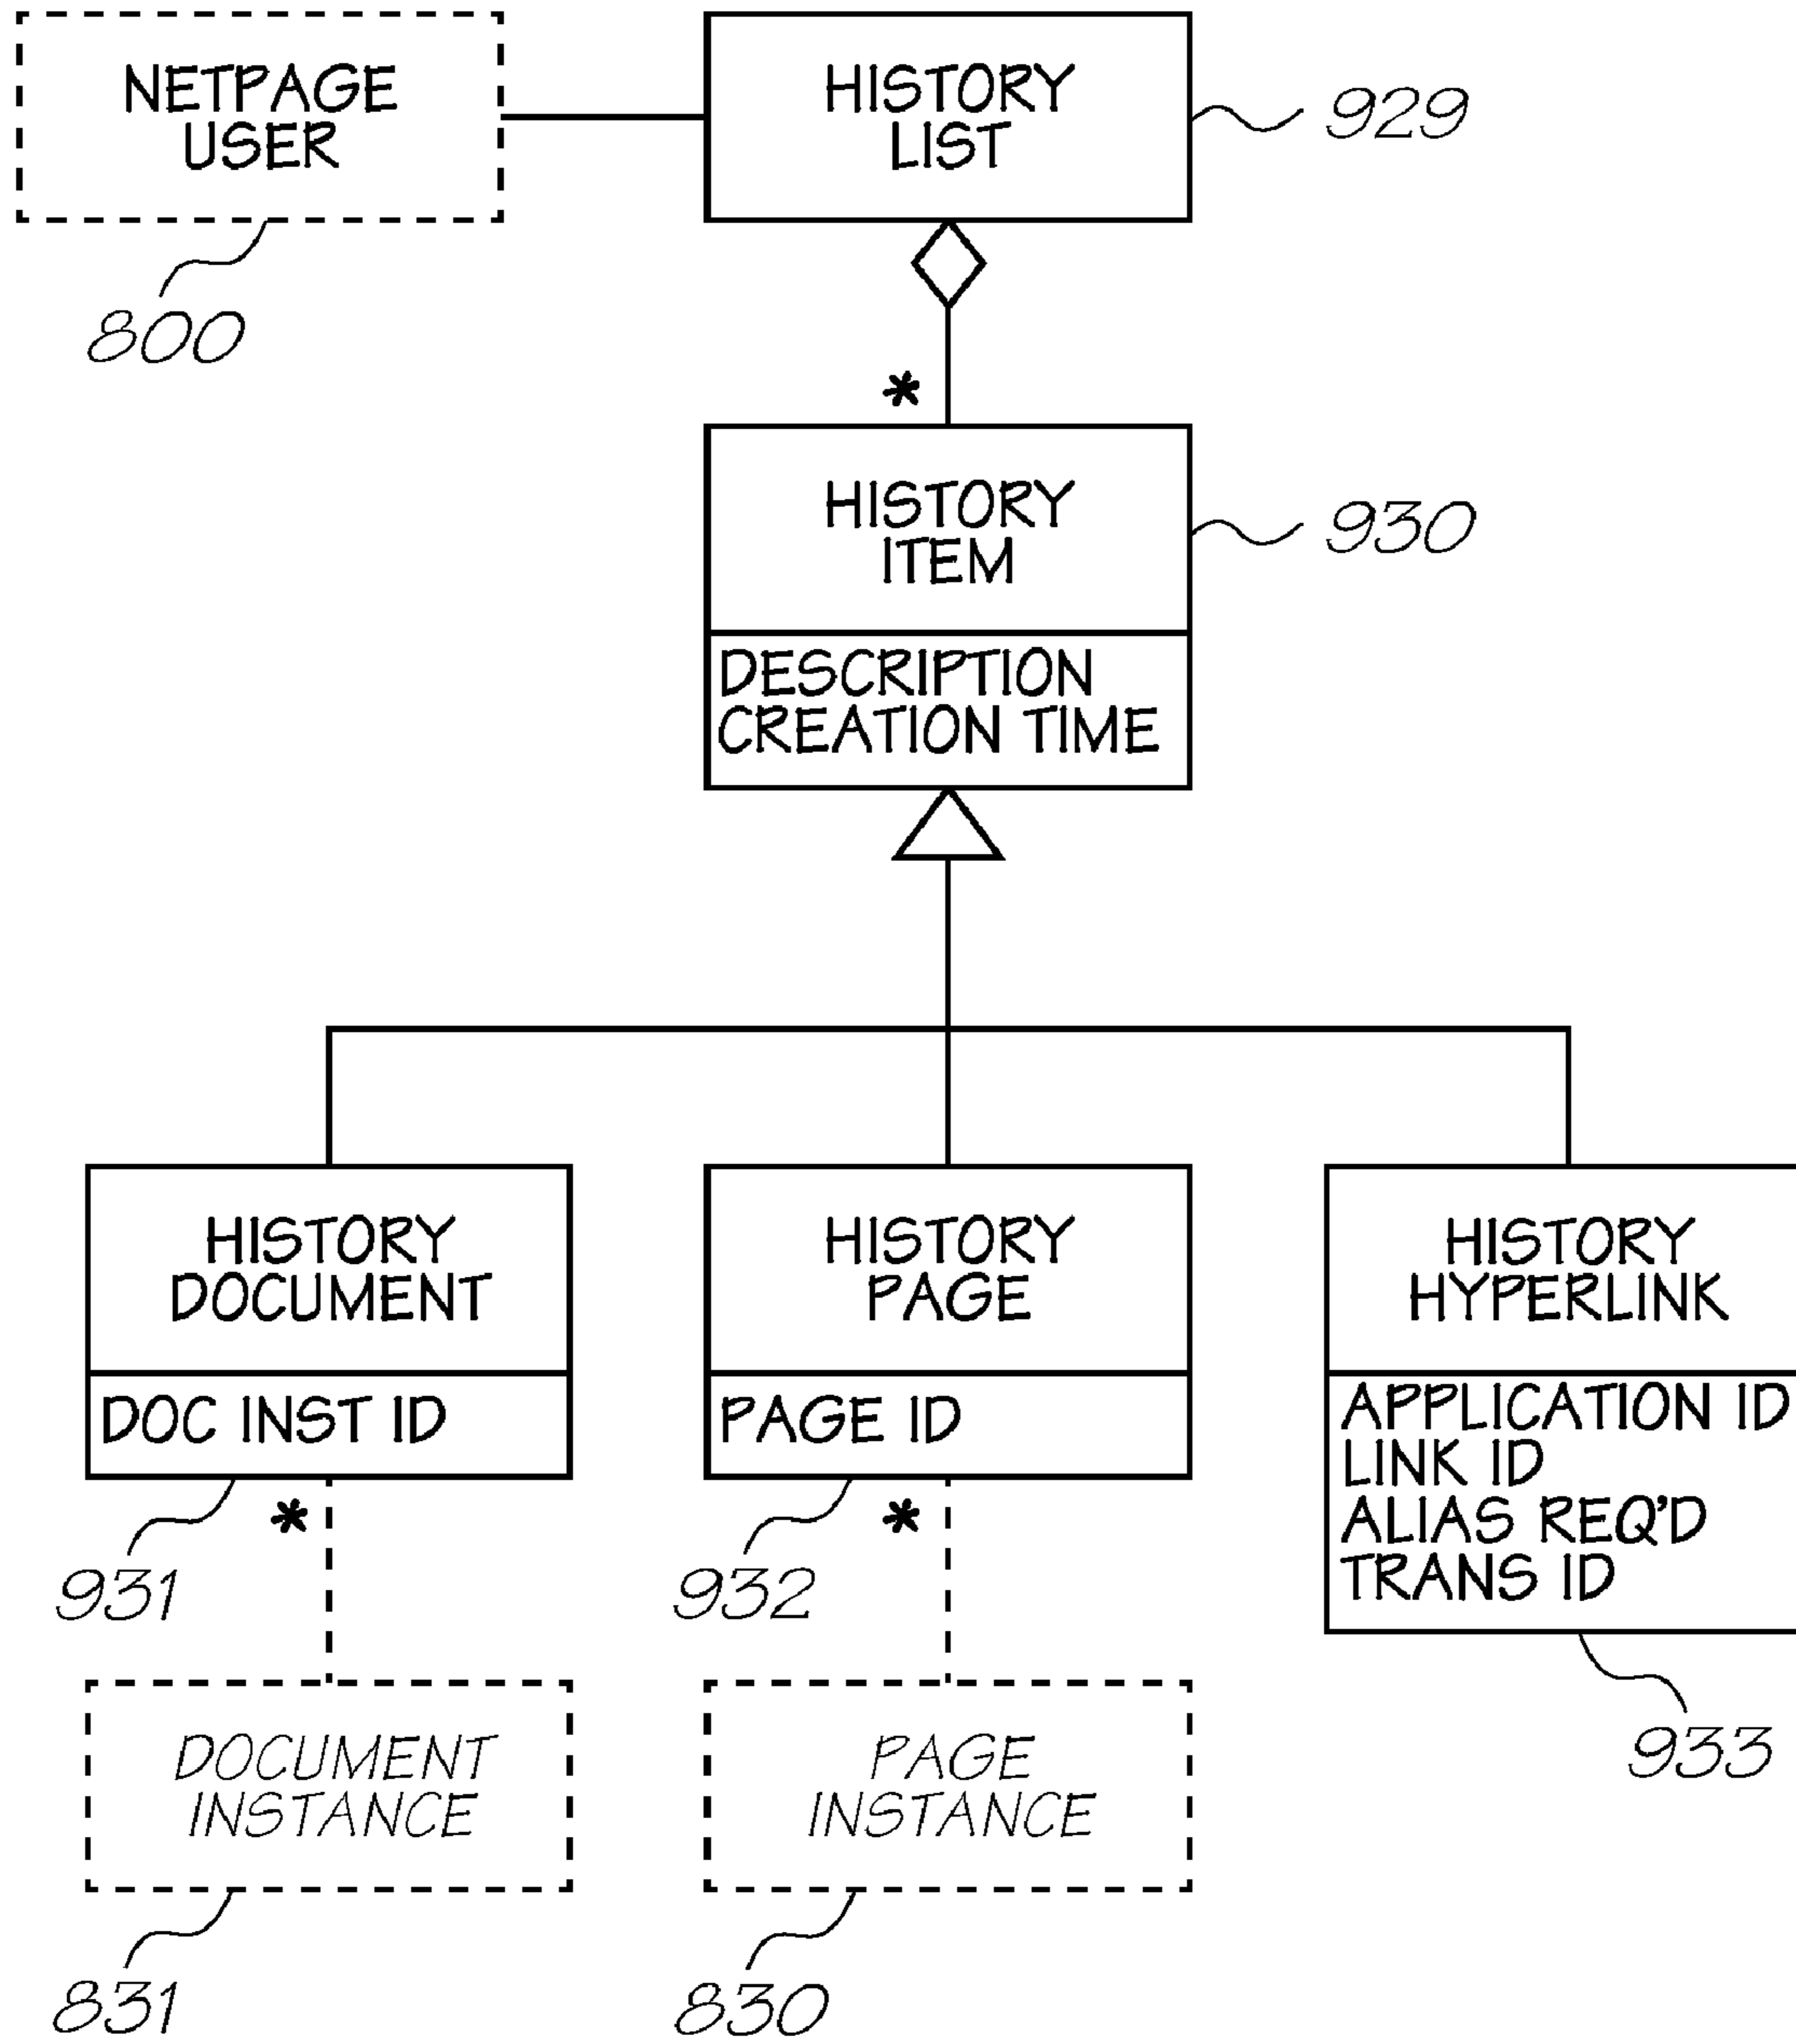 NETPAGE
USER
HISTORY
LIST
929
800
*
HISTORY
ITEM
930
DESCRIPTION
CREATION TIME
HISTORY
DOCUMENT
HISTORY
PAGE
HISTORY
HYPERLINK
DOC INST ID
PAGE ID
APPLICATION ID
LINK ID
ALIAS REQ'D
TRANS ID
*
*
931
932
933
DOCUMENT
INSTANCE
PAGE
INSTANCE
831
830